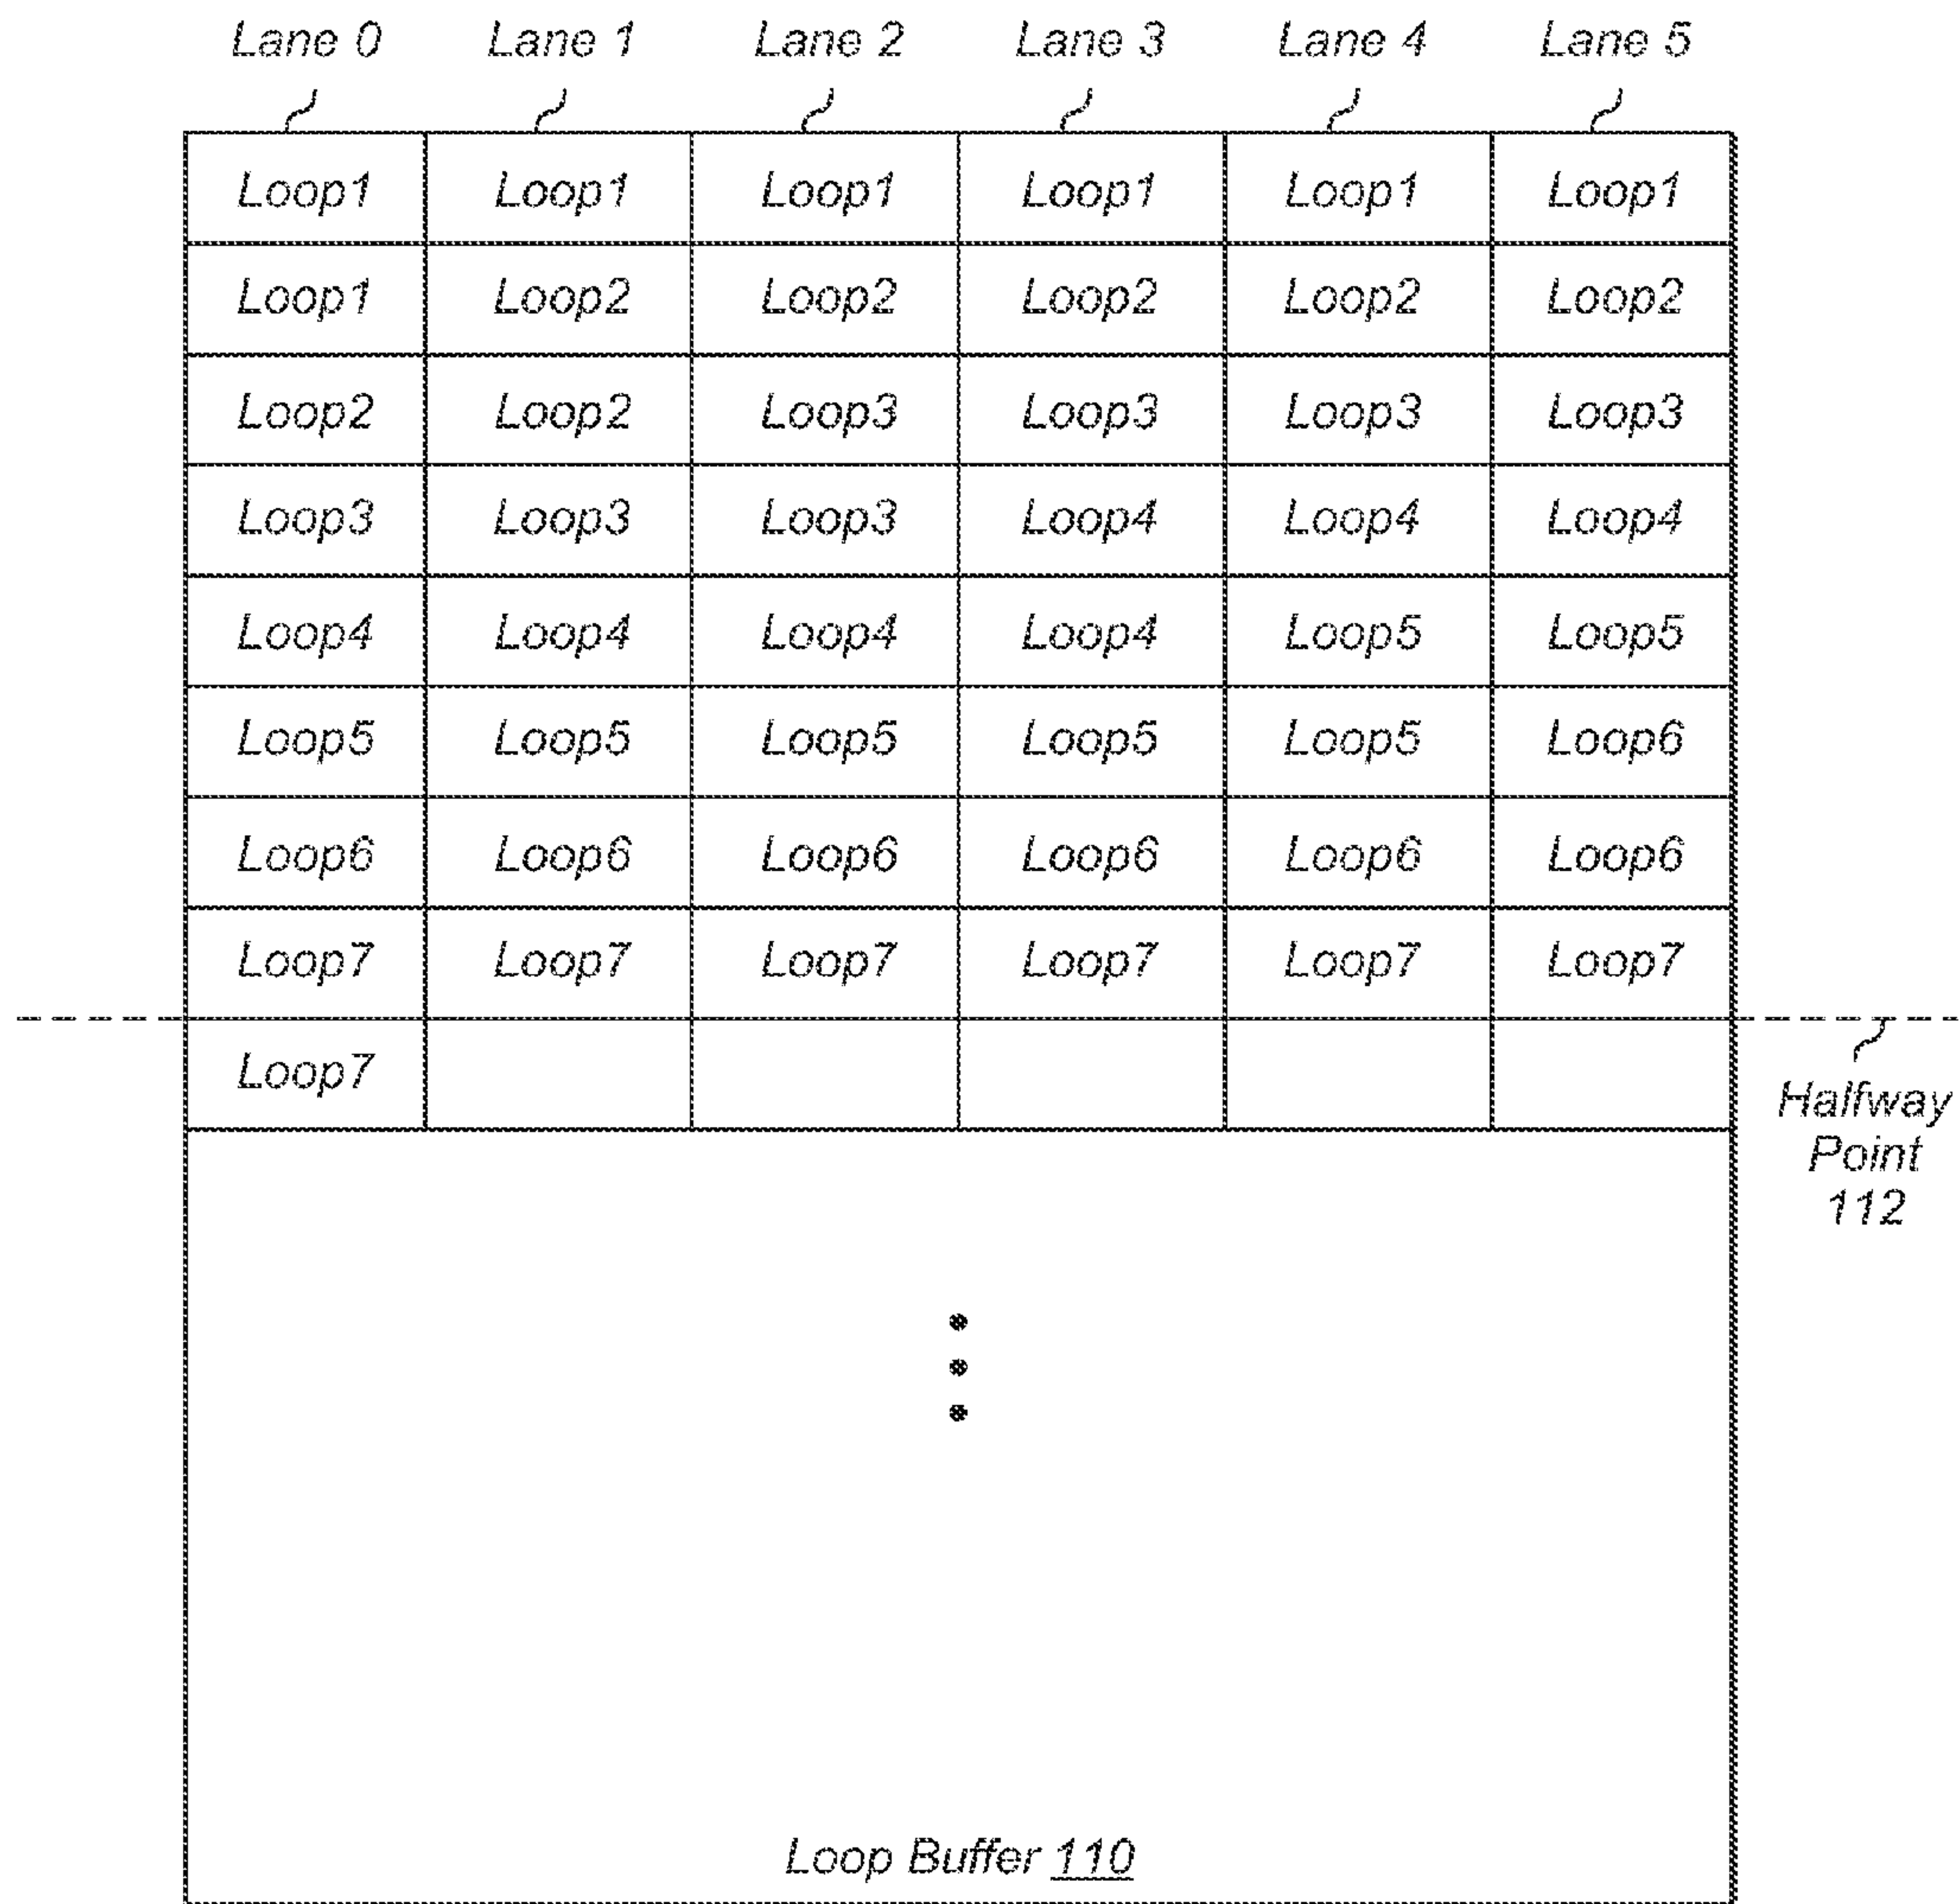 Lane 0 Lane 1 Lane 2 Lane 3 Lane 4 Lane 5
Loop1 Loop1 Loop1 Loop1 Loop1 Loop1
Loop1 Loop2 Loop2 Loop2 Loop2 Loop2
Loop2 Loop2 Loop3 Loop3 Loop3 Loop3
Loop3 Loop3 Loop3 Loop4 Loop4 Loop4
Loop4 Loop4 Loop4 Loop4 Loop5 Loop5
Loop5 Loop5 Loop5 Loop5 Loop5 Loop6
Loop6 Loop6 Loop6 Loop6 Loop6 Loop6
Loop7 Loop7 Loop7 Loop7 Loop7 Loop7
Loop7
Halfway
Point
112
Loop Buffer 110